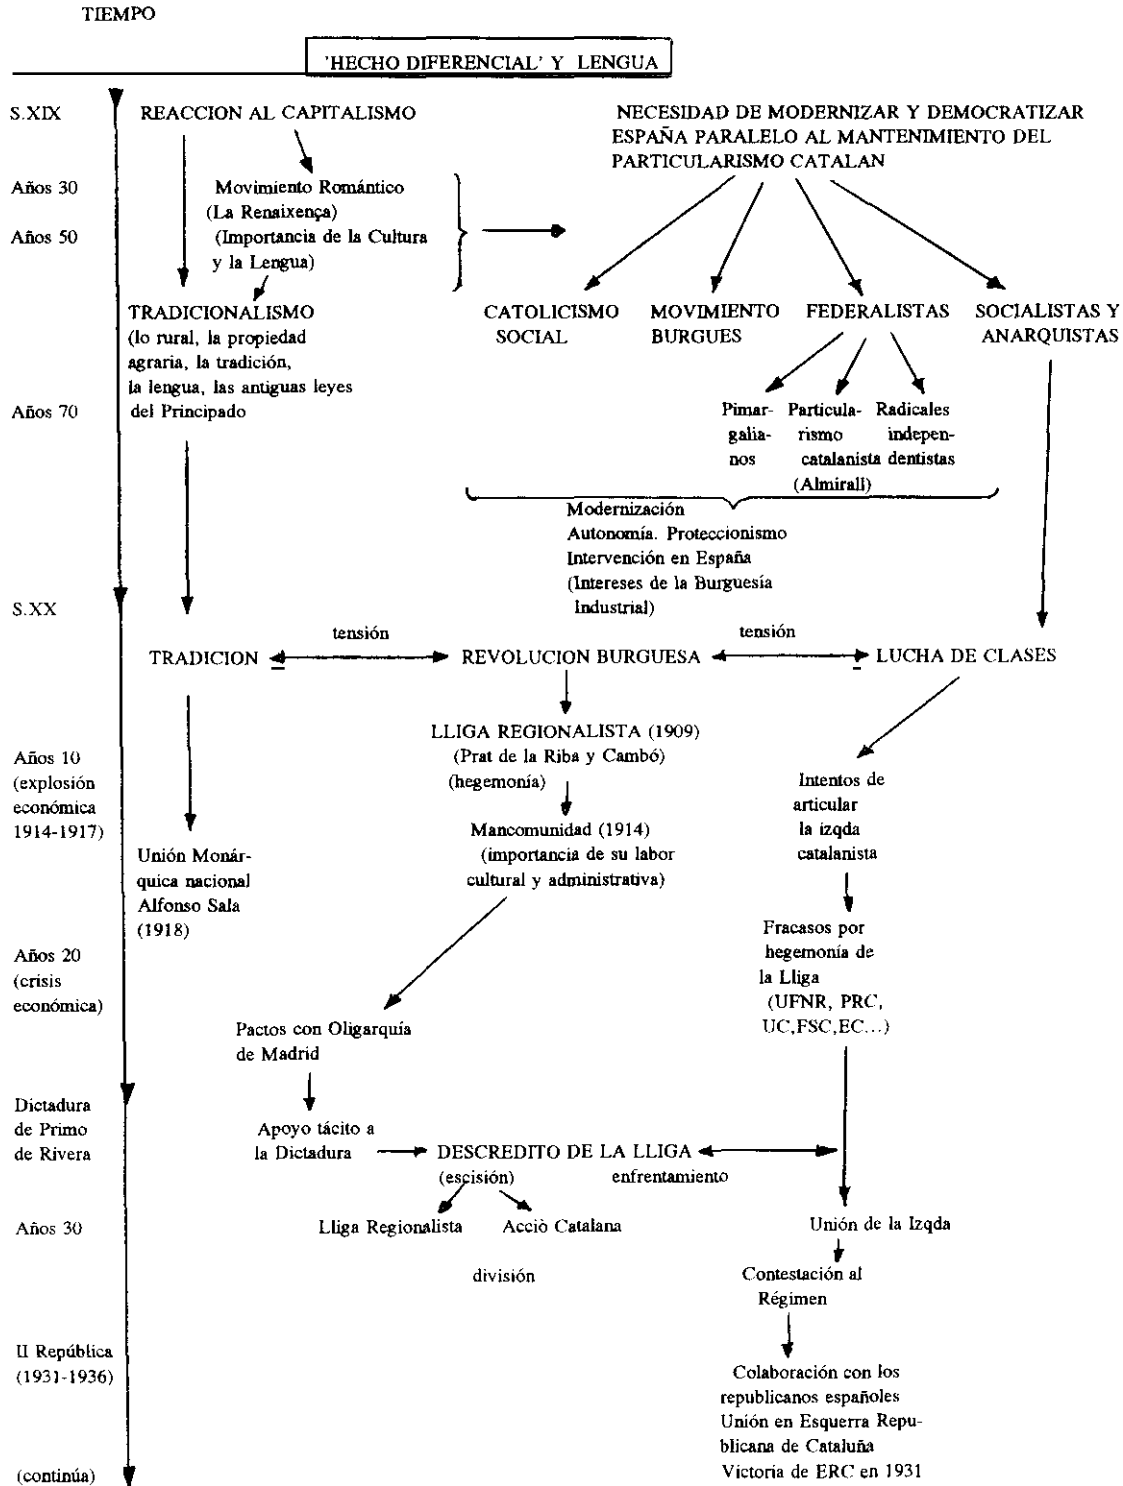 TIEMPO
'HECHO DIFERENCIAL' Y LENGUA
S.XIX
REACCION AL CAPITALISMO
NECESIDAD DE MODERNIZAR Y DEMOCRATIZAR
ESPAÑA PARALELO AL MANTENIMIENTO DEL
PARTICULARISMO CATALAN
Años 30
Movimiento Romántico
(La Renaixença)
Años 50
(Importancia de la Cultura
y la Lengua)
TRADICIONALISMO
(lo rural, la propiedad
agraria, la tradición,
la lengua, las antiguas leyes
del Principado
CATOLICISMO
SOCIAL
MOVIMIENTO
BURGUES
FEDERALISTAS
SOCIALISTAS Y
ANARQUISTAS
Años 70
Pimar-
galia-
nos
Particula-
rismo
catalanista
(Almirall)
Radicales
indepen-
dentistas
Modernización
Autonomía. Proteccionismo
Intervención en España
(Intereses de la Burguesía
Industrial)
S.XX
tensión
tensión
TRADICION
REVOLUCION BURGUESA
LUCHA DE CLASES
LLIGA REGIONALISTA (1909)
(Prat de la Riba y Cambó)
(hegemonía)
Años 10
(explosión
económica
1914-1917)
Intentos de
articular
la izqda
catalanista
Mancomunidad (1914)
(importancia de su labor
cultural y administrativa)
Unión Monár-
quica nacional
Alfonso Sala
(1918)
Fracasos por
hegemonía de
la Lliga
(UFNR, PRC,
UC,FSC,EC...)
Años 20
(crisis
económica)
Pactos con Oligarquía
de Madrid
Dictadura
de Primo
de Rivera
Apoyo tácito a
la Dictadura
DESCREDITO DE LA LLIGA
(escisión)
enfrentamiento
Años 30
Lliga Regionalista
Acciò Catalana
Unión de la Izqda
división
Contestación al
Régimen
II República
(1931-1936)
Colaboración con los
republicanos españoles
Unión en Esquerra Repu-
blicana de Cataluña
Victoria de ERC en 1931
(continúa)